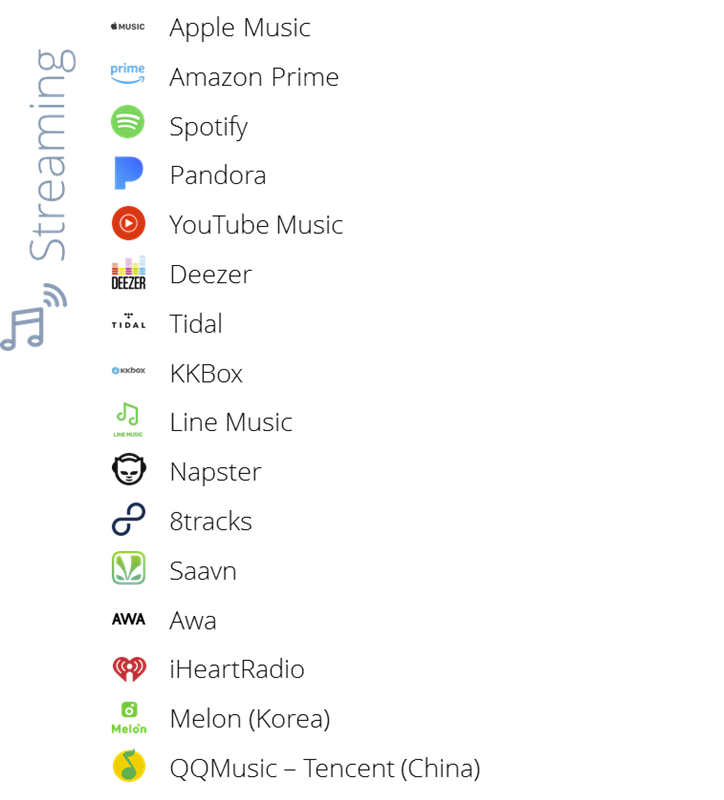 Streaming
MUSIC Apple Music
prime Amazon Prime
Spotify
Pandora
YouTube Music
DEEZER Deezer
TIDAL Tidal
KKBOX KKBox
LINE MUSIC Line Music
Napster
8tracks
Saavn
AWA Awa
iHeartRadio
Melon Melon (Korea)
QQMusic – Tencent (China)